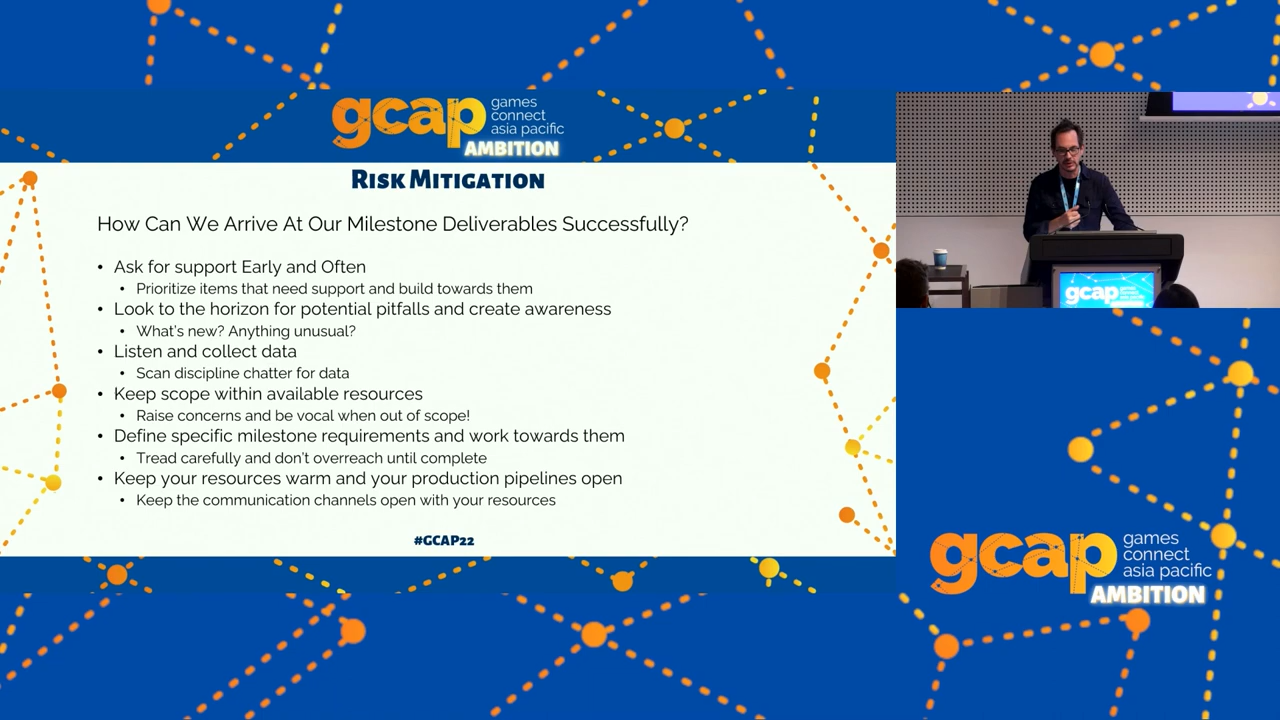 gcap games
connect
asia pacific
AMBITION
Risk Mitigation
How Can We Arrive At Our Milestone Deliverables Successfully?
• Ask for support Early and Often
• Prioritize items that need support and build towards them
• Look to the horizon for potential pitfalls and create awareness
• What's new? Anything unusual?
• Listen and collect data
• Scan discipline chatter for data
• Keep scope within available resources
• Raise concerns and be vocal when out of scope!
• Define specific milestone requirements and work towards them
• Tread carefully and don't overreach until complete
• Keep your resources warm and your production pipelines open
• Keep the communication channels open with your resources
#GCAP22
gcap
gcap games
connect
asia pacific
AMBITION